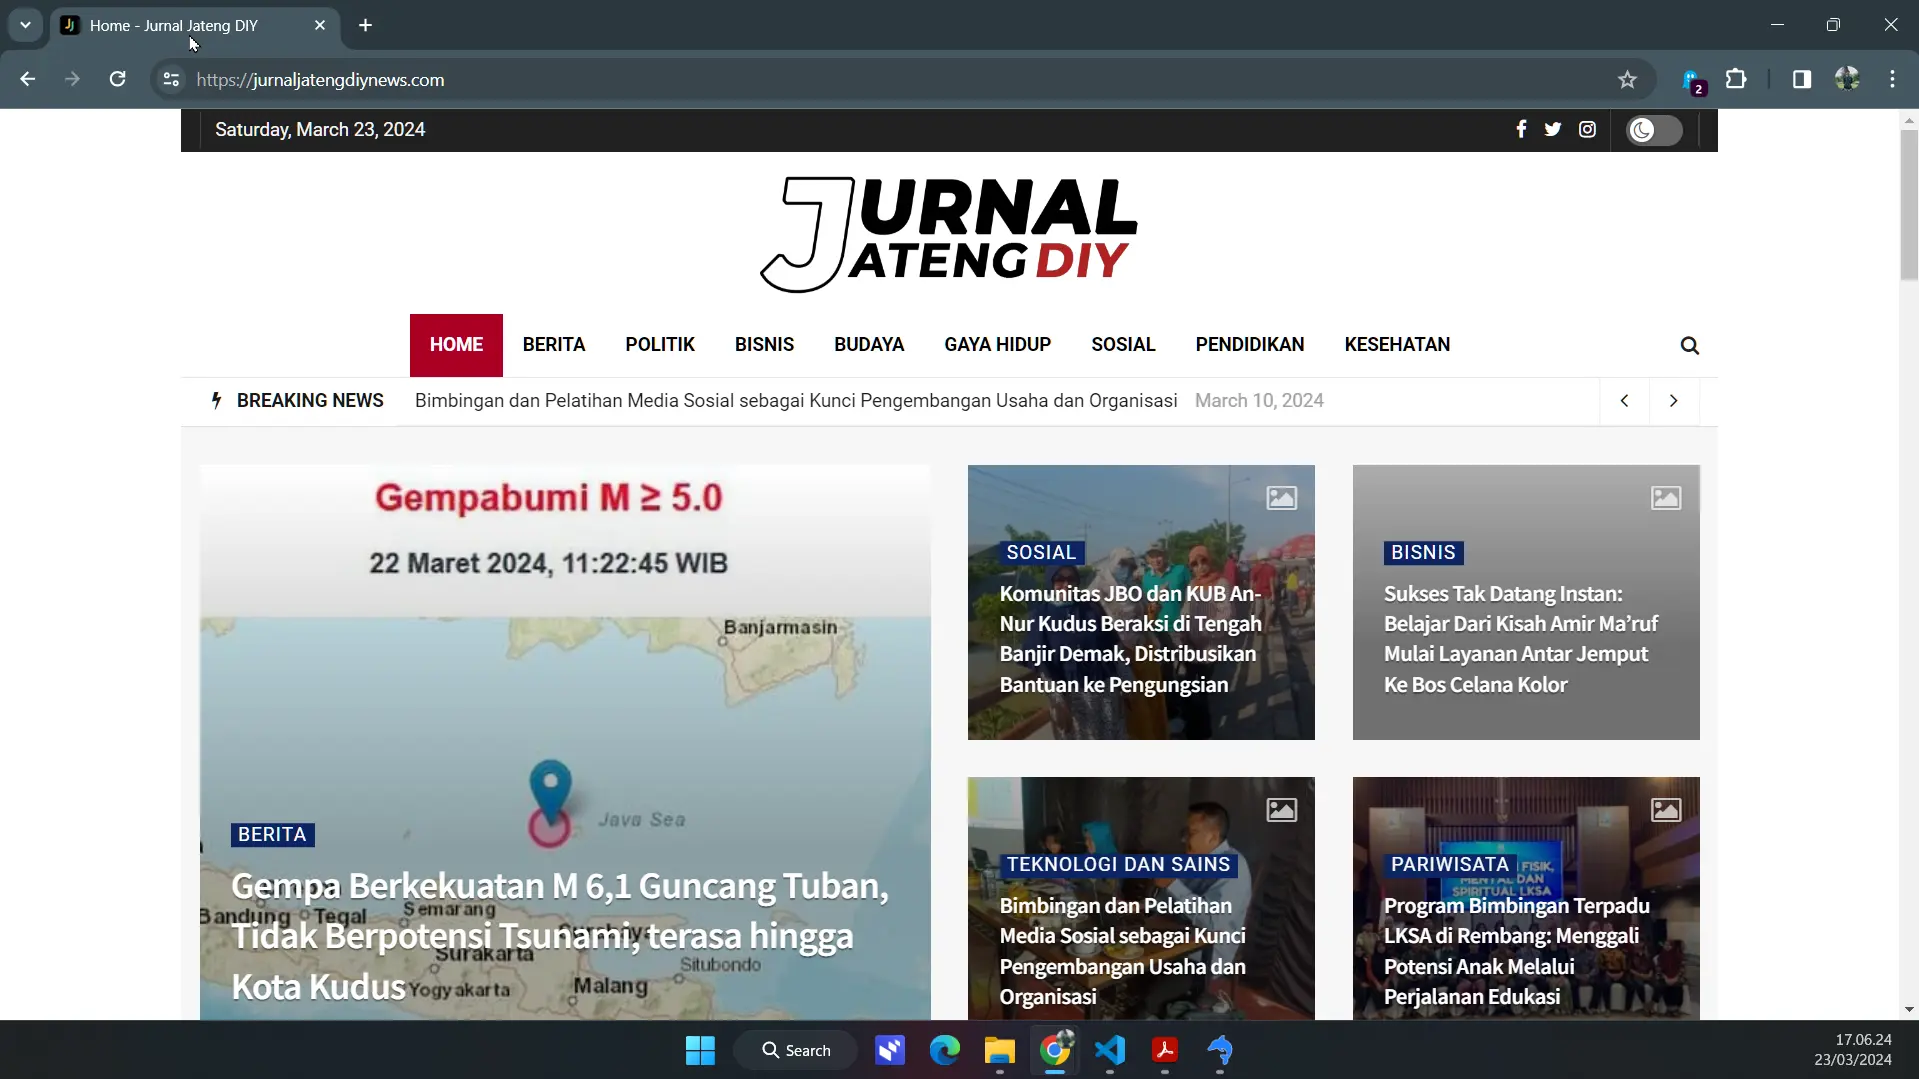 Home - Jurnal Jateng DIY
https://jurnaljatengdiynews.com
2
Saturday, March 23, 2024
JURNAL
JATENG DIY
HOME BERITA POLITIK BISNIS BUDAYA GAYA HIDUP SOSIAL PENDIDIKAN KESEHATAN
BREAKING NEWS Bimbingan dan Pelatihan Media Sosial sebagai Kunci Pengembangan Usaha dan Organisasi March 10, 2024
Gempabumi M ≥ 5.0
22 Maret 2024, 11:22:45 WIB
Banjarmasin
Java Sea
Bandung
Tegal
Semarang
Surakarta
Situbondo
Yogyakarta
Malang
BERITA
Gempa Berkekuatan M 6,1 Guncang Tuban,
Tidak Berpotensi Tsunami, terasa hingga
Kota Kudus
SOSIAL
Komunitas JBO dan KUB An-
Nur Kudus Beraksi di Tengah
Banjir Demak, Distribusikan
Bantuan ke Pengungsian
BISNIS
Sukses Tak Datang Instan:
Belajar Dari Kisah Amir Ma’ruf
Mulai Layanan Antar Jemput
Ke Bos Celana Kolor
TEKNOLOGI DAN SAINS
Bimbingan dan Pelatihan
Media Sosial sebagai Kunci
Pengembangan Usaha dan
Organisasi
FISIK,
MENTAL DAN
SPIRITUAL LKSA
PARIWISATA
Program Bimbingan Terpadu
LKSA di Rembang: Menggali
Potensi Anak Melalui
Perjalanan Edukasi
Search
17.06.24
23/03/2024